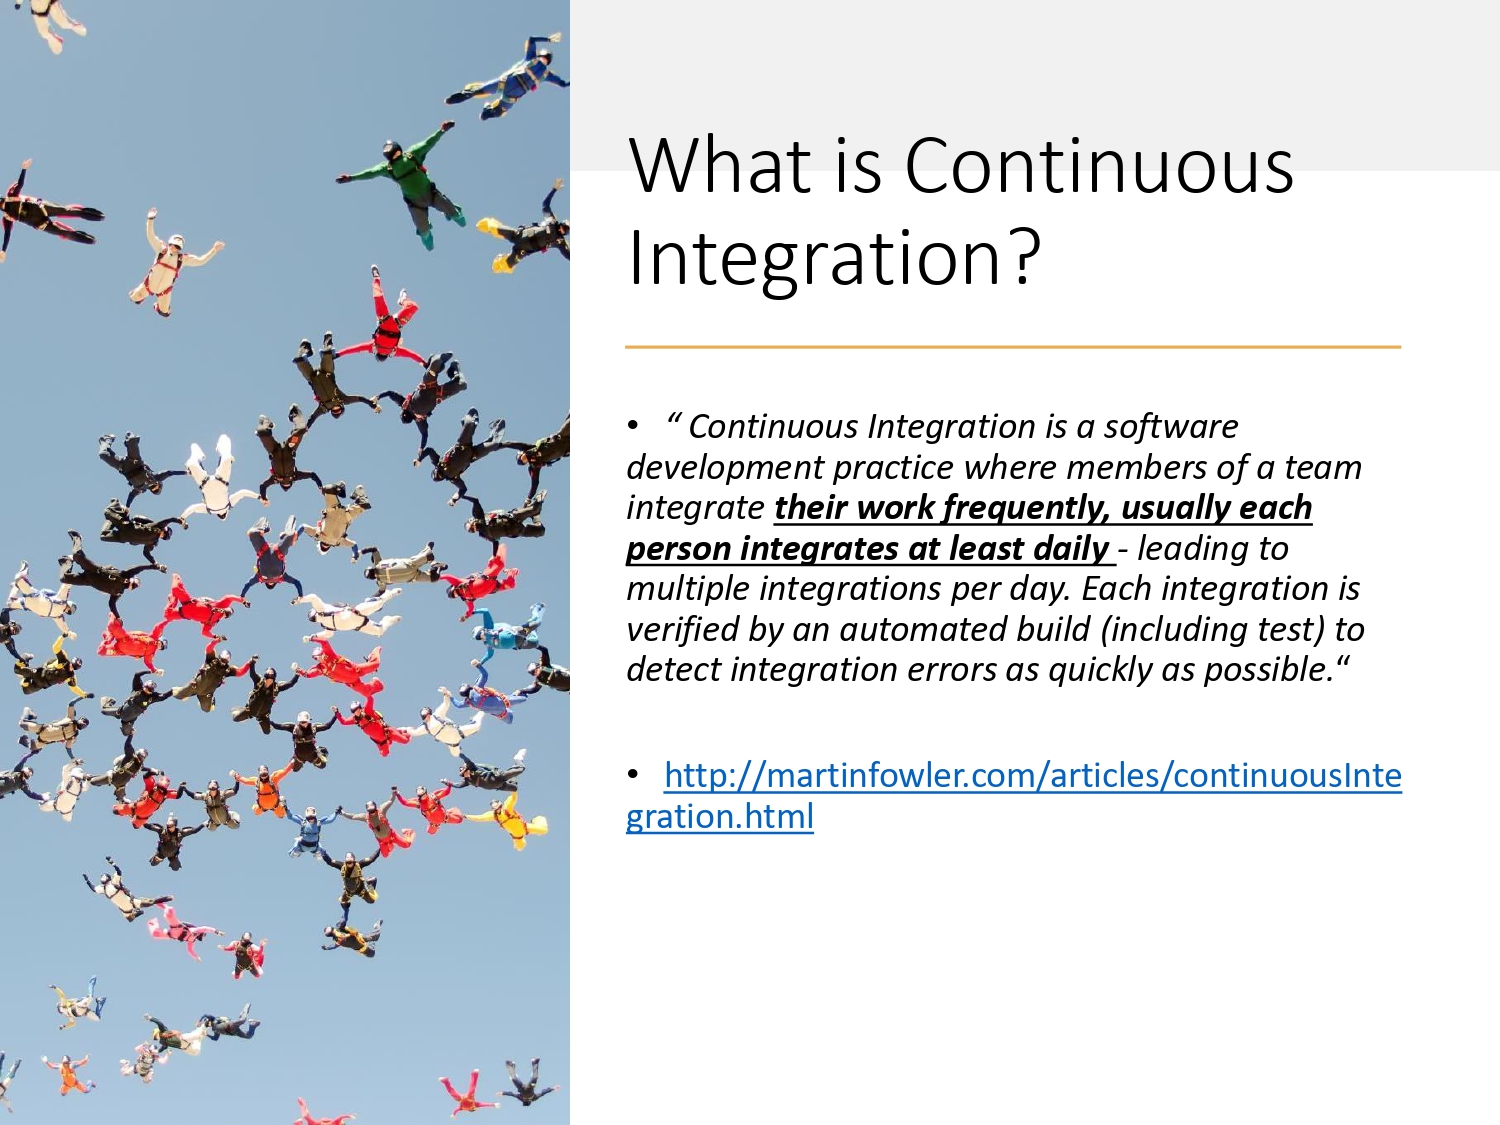 What is Continuous
Integration?
• “ Continuous Integration is a software
development practice where members of a team
integrate their work frequently, usually each
person integrates at least daily - leading to
multiple integrations per day. Each integration is
verified by an automated build (including test) to
detect integration errors as quickly as possible.“
• http://martinfowler.com/articles/continuousInte
gration.html